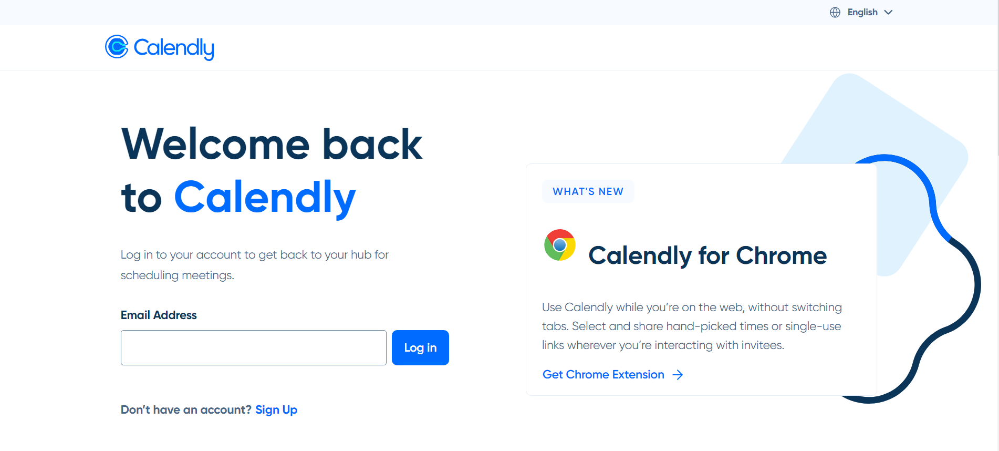 English
Calendly
Welcome back
to Calendly
Log in to your account to get back to your hub for
scheduling meetings.
Email Address
Log in
Don’t have an account? Sign Up
WHAT'S NEW
Calendly for Chrome
Use Calendly while you’re on the web, without switching
tabs. Select and share hand-picked times or single-use
links wherever you’re interacting with invitees.
Get Chrome Extension